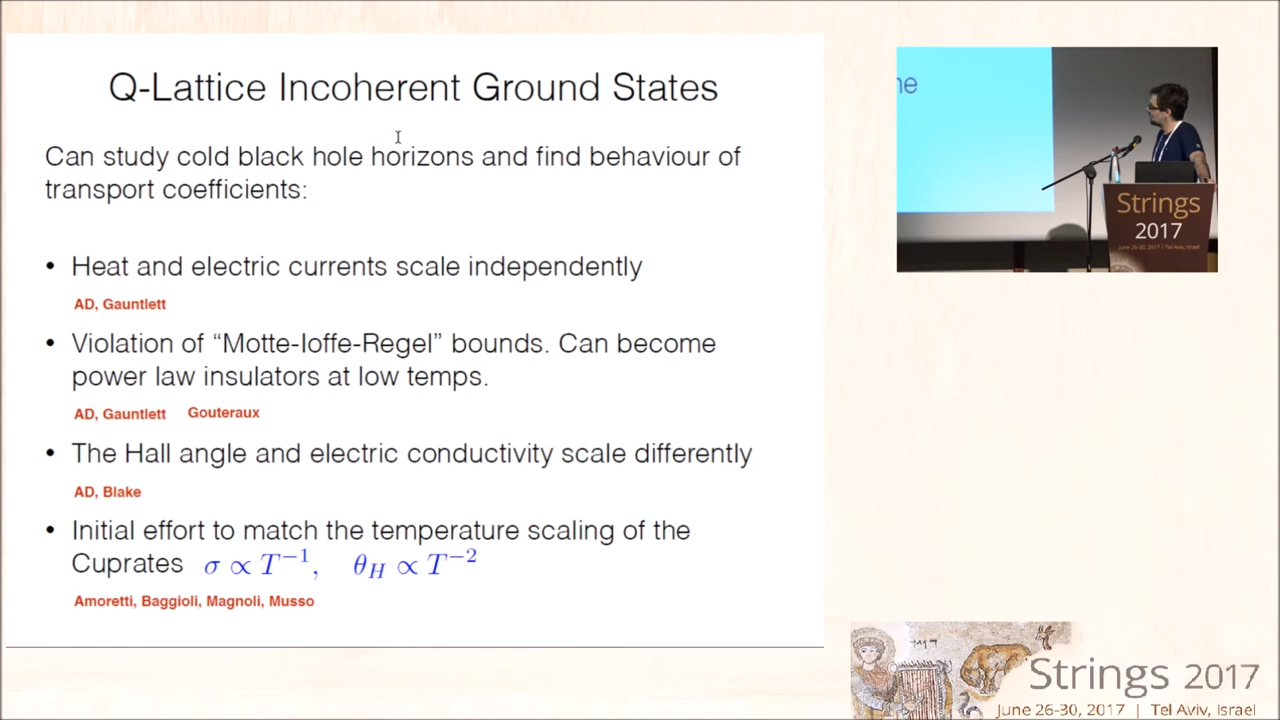 Q-Lattice Incoherent Ground States
Can study cold black hole horizons and find behaviour of
transport coefficients:
• Heat and electric currents scale independently
AD, Gauntlett
• Violation of “Motte-Ioffe-Regel” bounds. Can become
power law insulators at low temps.
AD, Gauntlett Gouteraux
• The Hall angle and electric conductivity scale differently
AD, Blake
• Initial effort to match the temperature scaling of the
Cuprates σ ∝ T⁻¹, θ_H ∝ T⁻²
Amoretti, Baggioli, Magnoli, Musso
ne
Strings
2017
June 26-30, 2017 | Tel Aviv, Israel
Strings 2017
June 26-30, 2017 | Tel Aviv, Israel